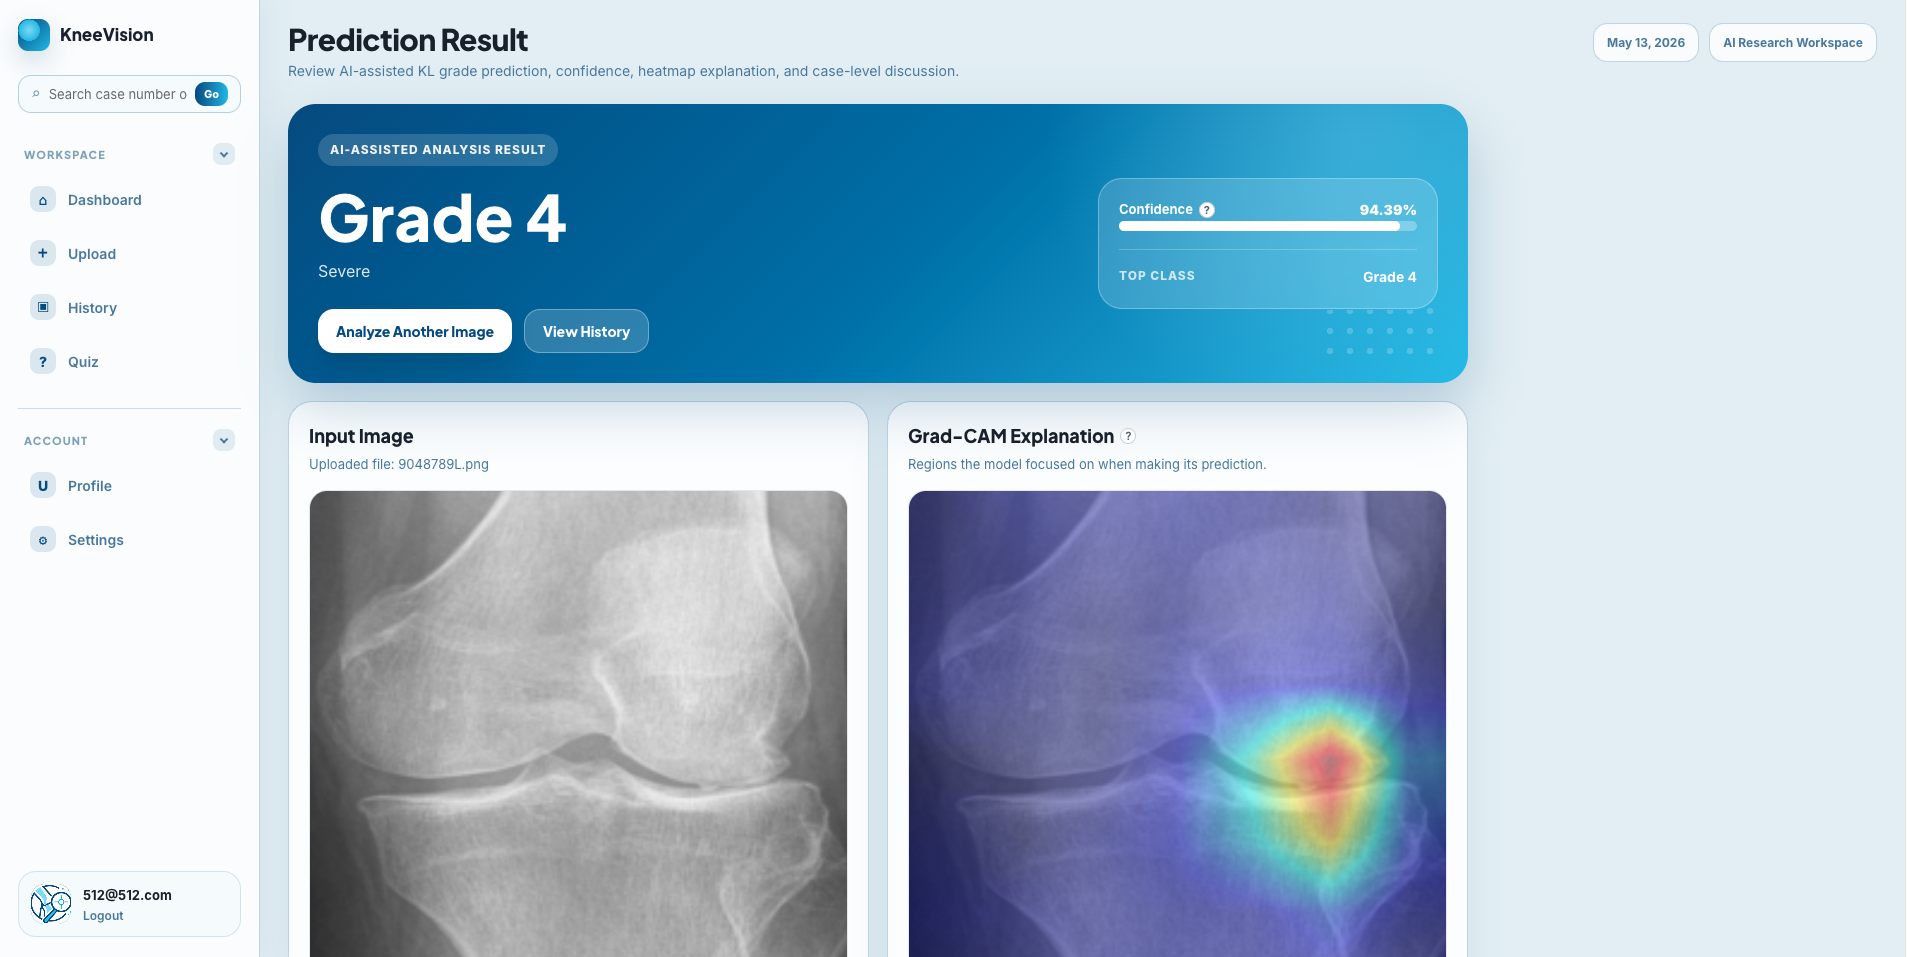 KneeVision
Search case number o
Go
WORKSPACE
Dashboard
Upload
History
Quiz
ACCOUNT
U
Profile
Settings
512@512.com
Logout
Prediction Result
Review AI-assisted KL grade prediction, confidence, heatmap explanation, and case-level discussion.
May 13, 2026
AI Research Workspace
AI-ASSISTED ANALYSIS RESULT
Grade 4
Severe
Analyze Another Image
View History
Confidence ?
94.39%
TOP CLASS
Grade 4
Input Image
Uploaded file: 9048789L.png
Grad-CAM Explanation ?
Regions the model focused on when making its prediction.